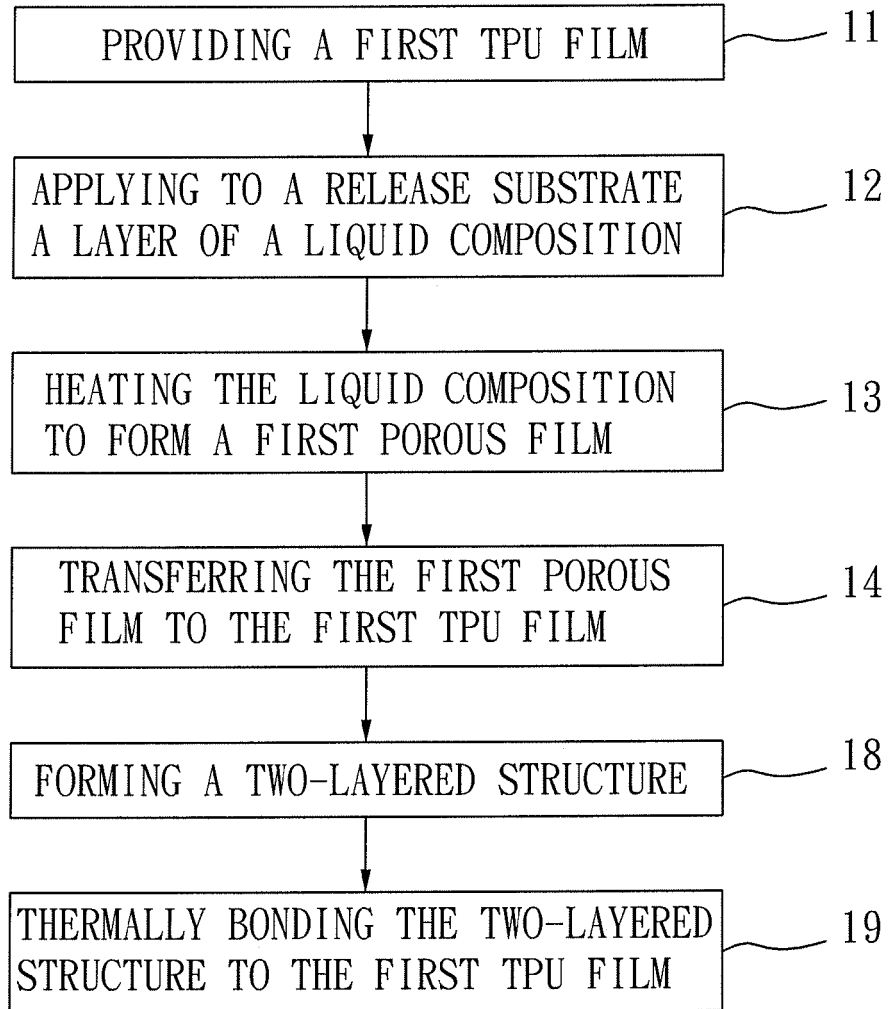 PROVIDING A FIRST TPU FILM
11
APPLYING TO A RELEASE SUBSTRATE
A LAYER OF A LIQUID COMPOSITION
12
HEATING THE LIQUID COMPOSITION
TO FORM A FIRST POROUS FILM
13
TRANSFERRING THE FIRST POROUS
FILM TO THE FIRST TPU FILM
14
FORMING A TWO-LAYERED STRUCTURE
18
THERMALLY BONDING THE TWO-LAYERED
STRUCTURE TO THE FIRST TPU FILM
19